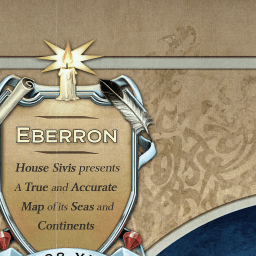 EBERRON
House Sivis presents
A True and Accurate
Map of its Seas and
Continents